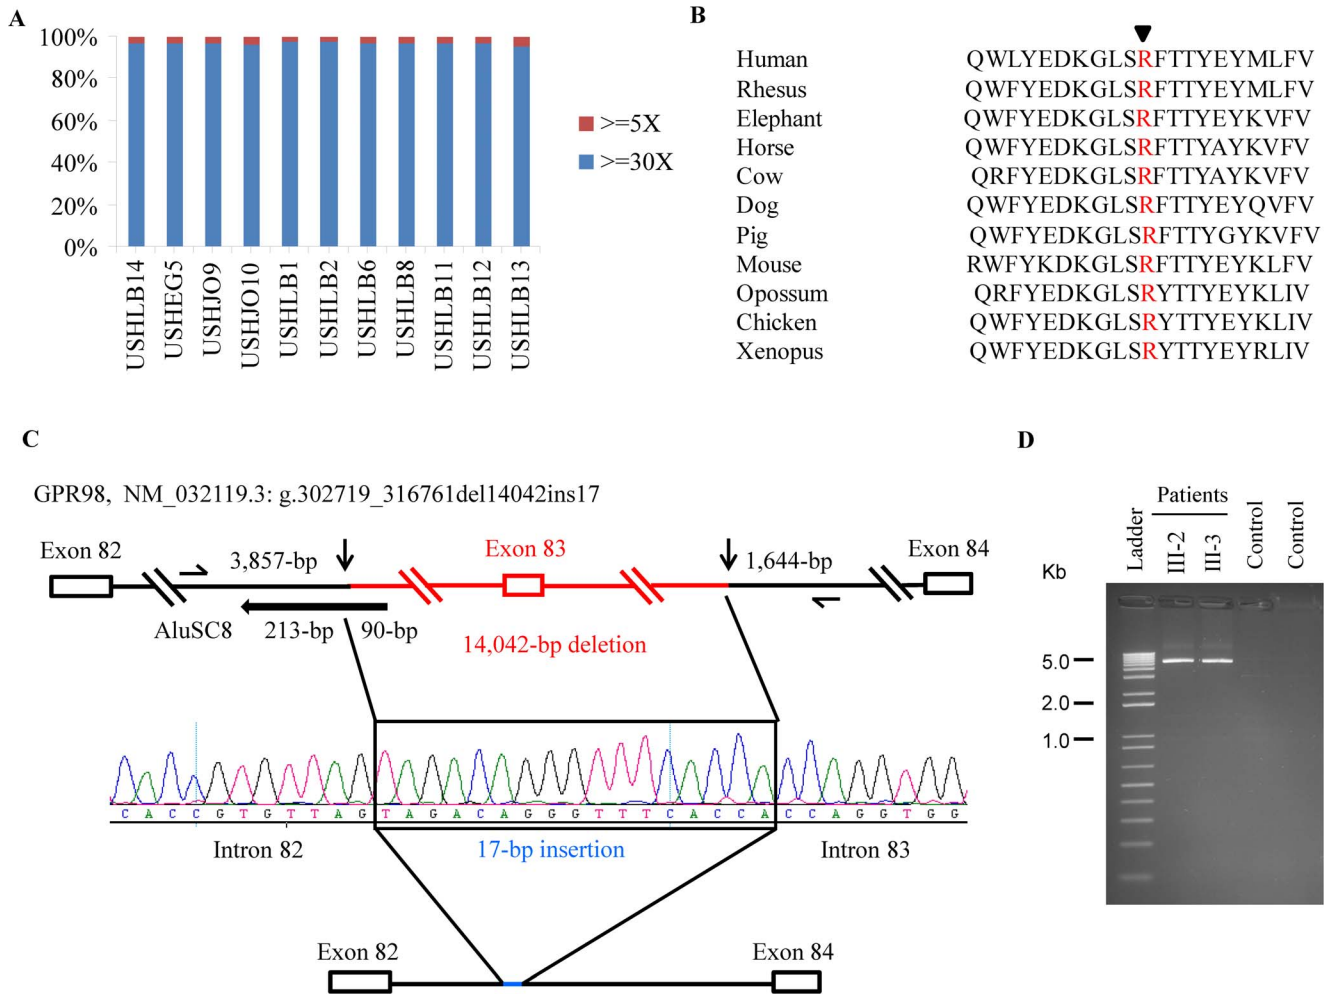 A
100%
80%
60%
40%
20%
0%
>=5X
>=30X
USHLB14
USHEG5
USHJO9
USHJO10
USHLB1
USHLB2
USHLB6
USHLB8
USHLB11
USHLB12
USHLB13
B
Human QWLYEDKGLSRFTTYEYMLFV
Rhesus QWFYEDKGLSRFTTYEYMLFV
Elephant QWFYEDKGLSRFTTYEYKVFV
Horse QWFYEDKGLSRFTTYAYKVFV
Cow QRFYEDKGLSRFTTYAYKVFV
Dog QWFYEDKGLSRFTTYEYQVFV
Pig QWFYEDKGLSRFTTYGYKVFV
Mouse RWFYKDKGLSRFTTYEYKLFV
Opossum QRFYEDKGLSRYTTYEYKLIV
Chicken QWFYEDKGLSRYTTYEYKLIV
Xenopus QWFYEDKGLSRYTTYEYRLIV
C
GPR98, NM_032119.3: g.302719_316761del14042ins17
Exon 82 3,857-bp Exon 83 1,644-bp Exon 84
AluSC8 213-bp 90-bp 14,042-bp deletion
C A C C G T G T T A G T A G A C A G G G T T T C A C C A C C A G G T G G
Intron 82 17-bp insertion Intron 83
Exon 82 Exon 84
D
Patients
Ladder III-2 III-3 Control Control
Kb
5.0
2.0
1.0